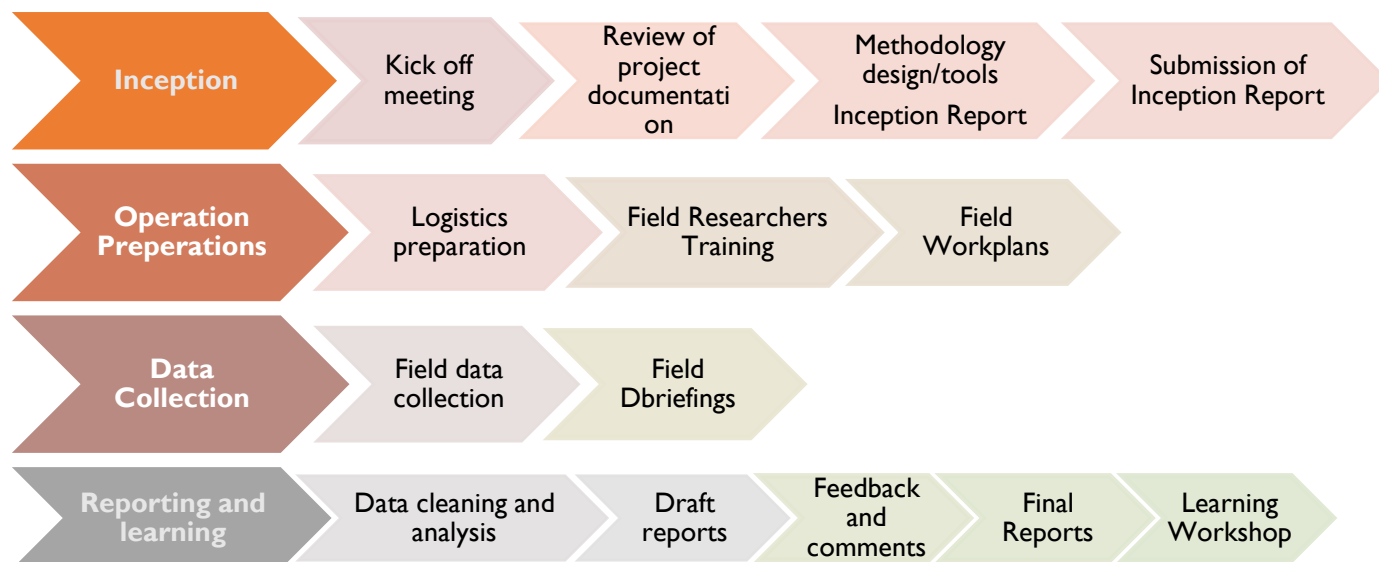 Inception
Kick off
meeting
Review of
project
documentati
on
Methodology
design/tools
Inception Report
Submission of
Inception Report
Operation
Preperations
Logistics
preparation
Field Researchers
Training
Field
Workplans
Data
Collection
Field data
collection
Field
Dbriefings
Reporting and
learning
Data cleaning and
analysis
Draft
reports
Feedback
and
comments
Final
Reports
Learning
Workshop